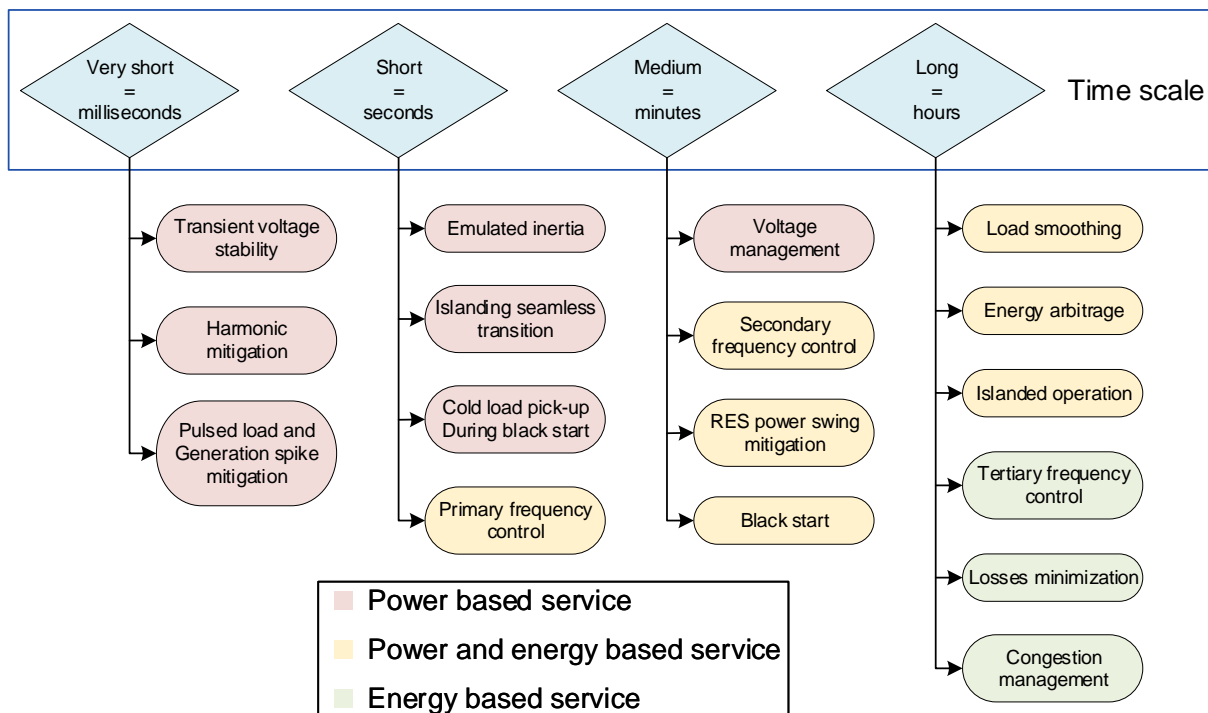 Very short
=
milliseconds
Short
=
seconds
Medium
=
minutes
Long
=
hours
Time scale
Transient voltage
stability
Harmonic
mitigation
Pulsed load and
Generation spike
mitigation
Emulated inertia
Islanding seamless
transition
Cold load pick-up
During black start
Primary frequency
control
Voltage
management
Secondary
frequency control
RES power swing
mitigation
Black start
Load smoothing
Energy arbitrage
Islanded operation
Tertiary frequency
control
Losses minimization
Congestion
management
Power based service
Power and energy based service
Energy based service